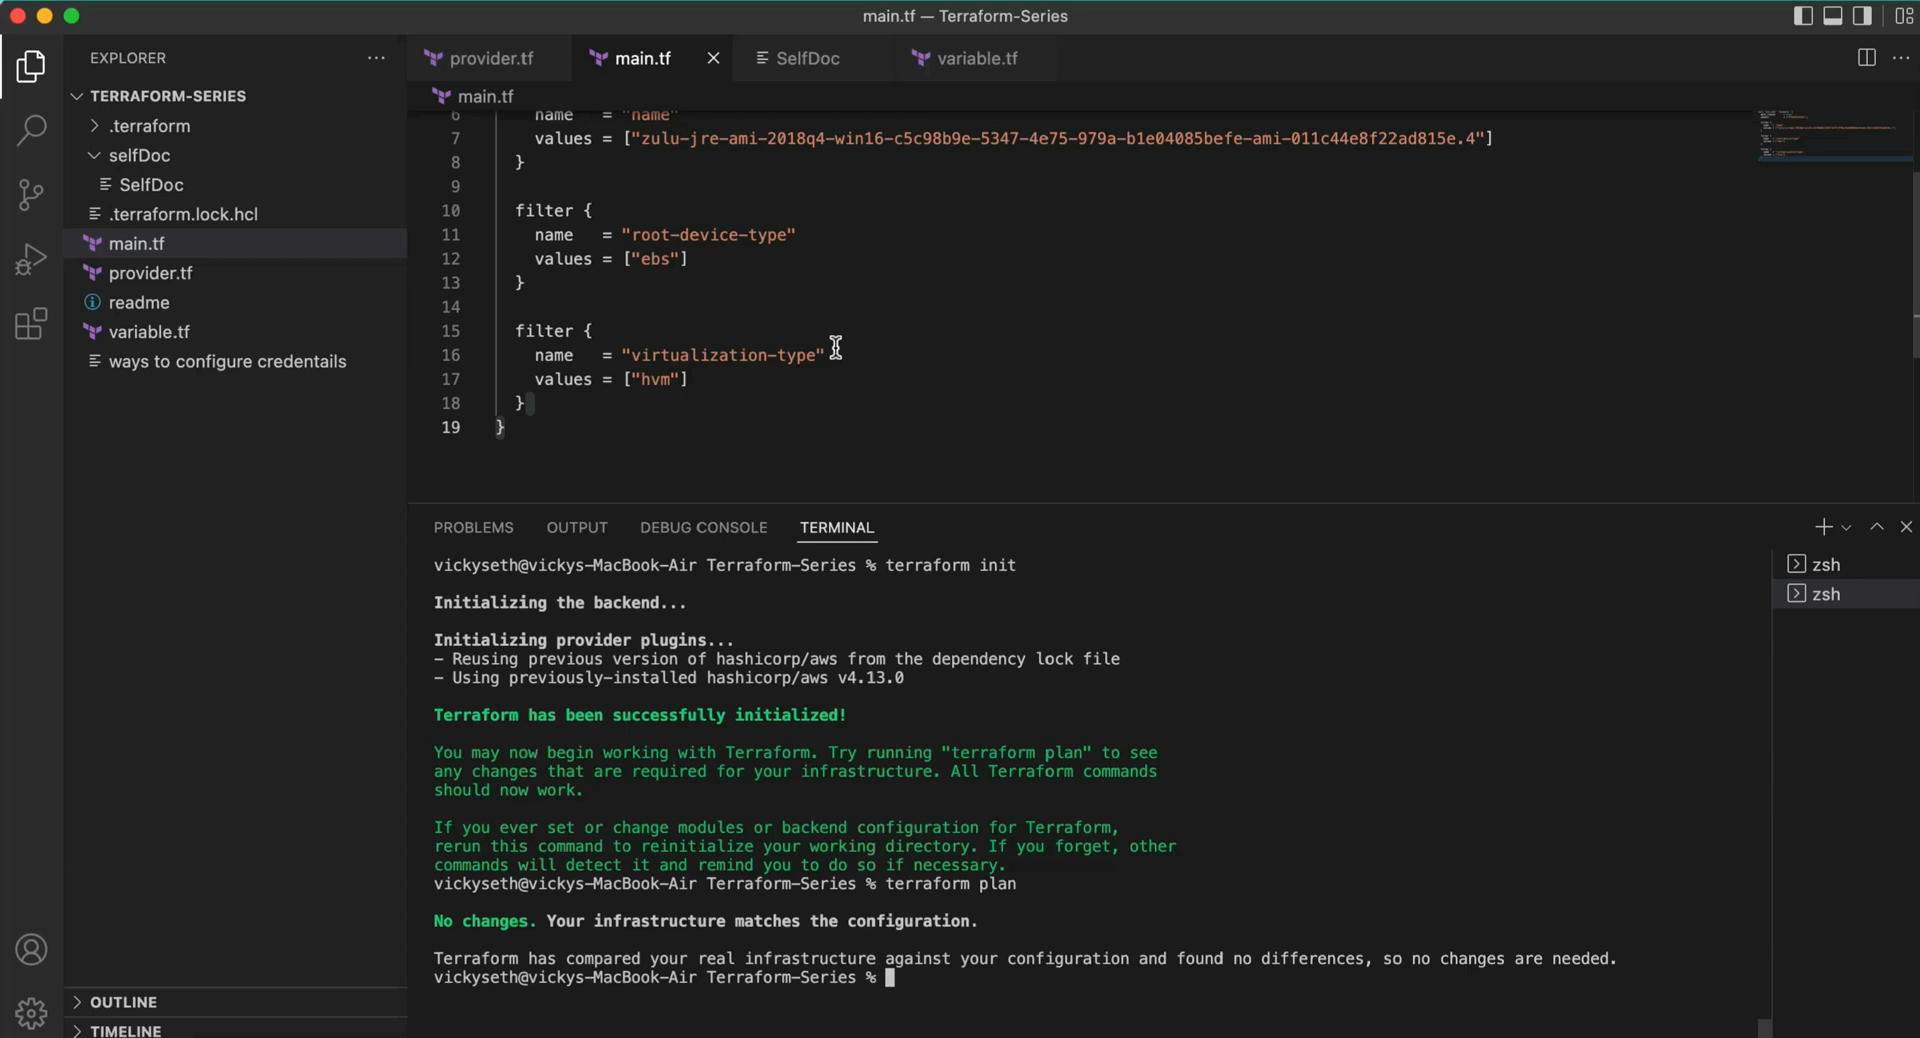 main.tf — Terraform-Series
EXPLORER
provider.tf
main.tf
SelfDoc
variable.tf
TERRAFORM-SERIES
.terraform
selfDoc
SelfDoc
.terraform.lock.hcl
main.tf
provider.tf
readme
variable.tf
ways to configure credentails
OUTLINE
TIMELINE
main.tf
6 name = "name"
7 values = ["zulu-jre-ami-2018q4-win16-c5c98b9e-5347-4e75-979a-b1e04085befe-ami-011c44e8f22ad815e.4"]
8 }
9
10 filter {
11 name = "root-device-type"
12 values = ["ebs"]
13 }
14
15 filter {
16 name = "virtualization-type"
17 values = ["hvm"]
18 }
19 }
PROBLEMS OUTPUT DEBUG CONSOLE TERMINAL
vickyseth@vickys-MacBook-Air Terraform-Series % terraform init
Initializing the backend...
Initializing provider plugins...
- Reusing previous version of hashicorp/aws from the dependency lock file
- Using previously-installed hashicorp/aws v4.13.0
Terraform has been successfully initialized!
You may now begin working with Terraform. Try running "terraform plan" to see
any changes that are required for your infrastructure. All Terraform commands
should now work.
If you ever set or change modules or backend configuration for Terraform,
rerun this command to reinitialize your working directory. If you forget, other
commands will detect it and remind you to do so if necessary.
vickyseth@vickys-MacBook-Air Terraform-Series % terraform plan
No changes. Your infrastructure matches the configuration.
Terraform has compared your real infrastructure against your configuration and found no differences, so no changes are needed.
vickyseth@vickys-MacBook-Air Terraform-Series %
zsh
zsh